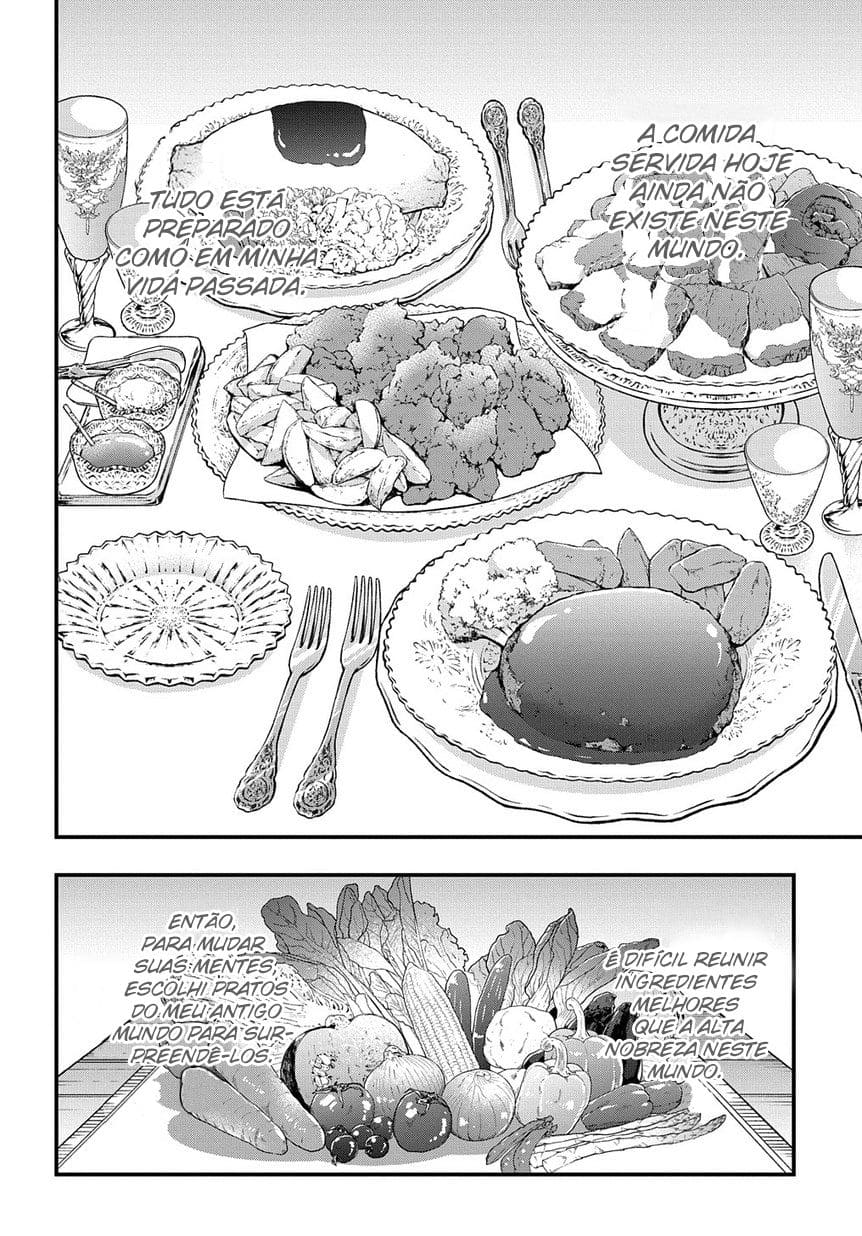 A COMIDA
SERVIDA HOJE
AINDA NÃO
EXISTE NESTE
MUNDO.
TUDO ESTÁ
PREPARADO
COMO EM MINHA
VIDA PASSADA.
É DIFÍCIL REUNIR
INGREDIENTES
MELHORES
QUE A ALTA
NOBREZA NESTE
MUNDO.
ENTÃO,
PARA MUDAR
SUAS MENTES,
ESCOLHI PRATOS
DO MEU ANTIGO
MUNDO PARA SUR-
PREENDÊ-LOS.